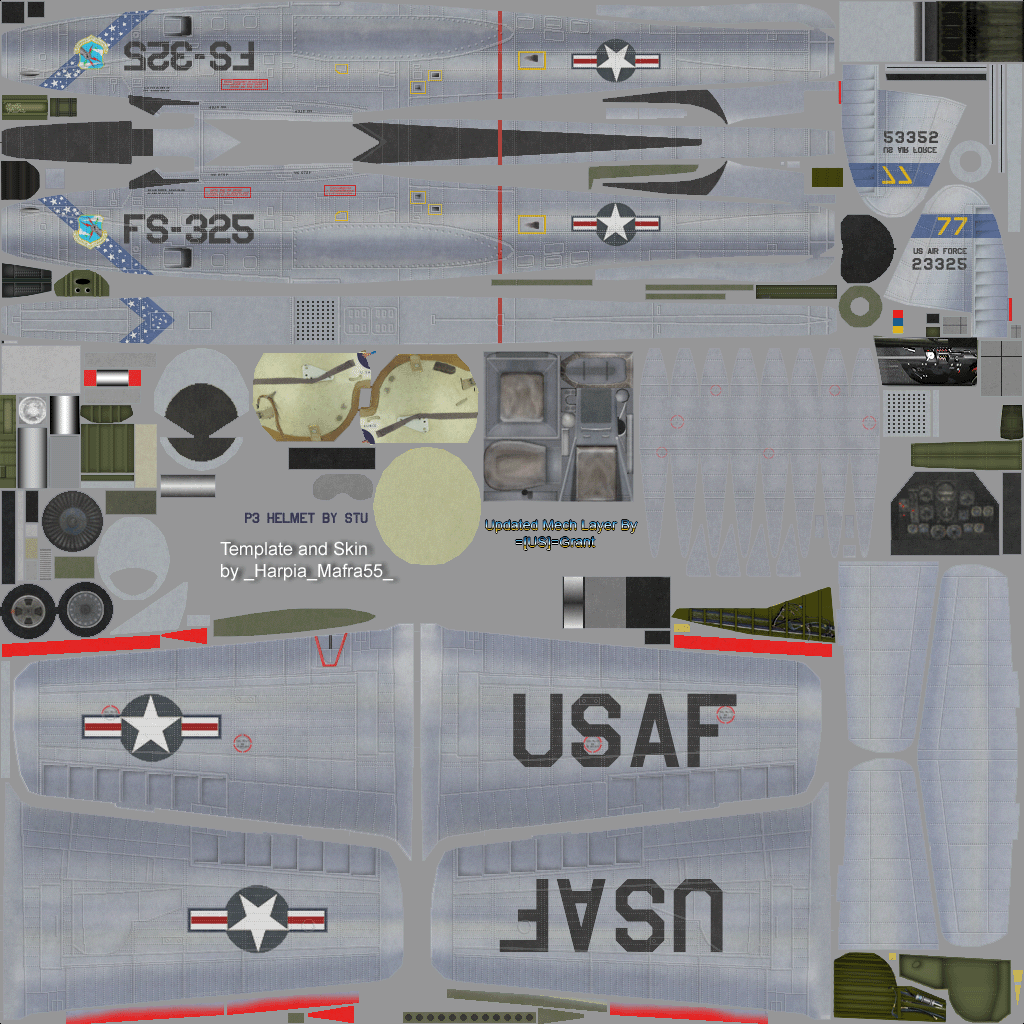 FS-325
53352
US AIR FORCE
77
FS-325
77
US AIR FORCE
23325
P3 HELMET BY STU
Updated Mech Layer By
=[US]=Grant
Template and Skin
by _Harpia_Mafra55_
USAF
USAF